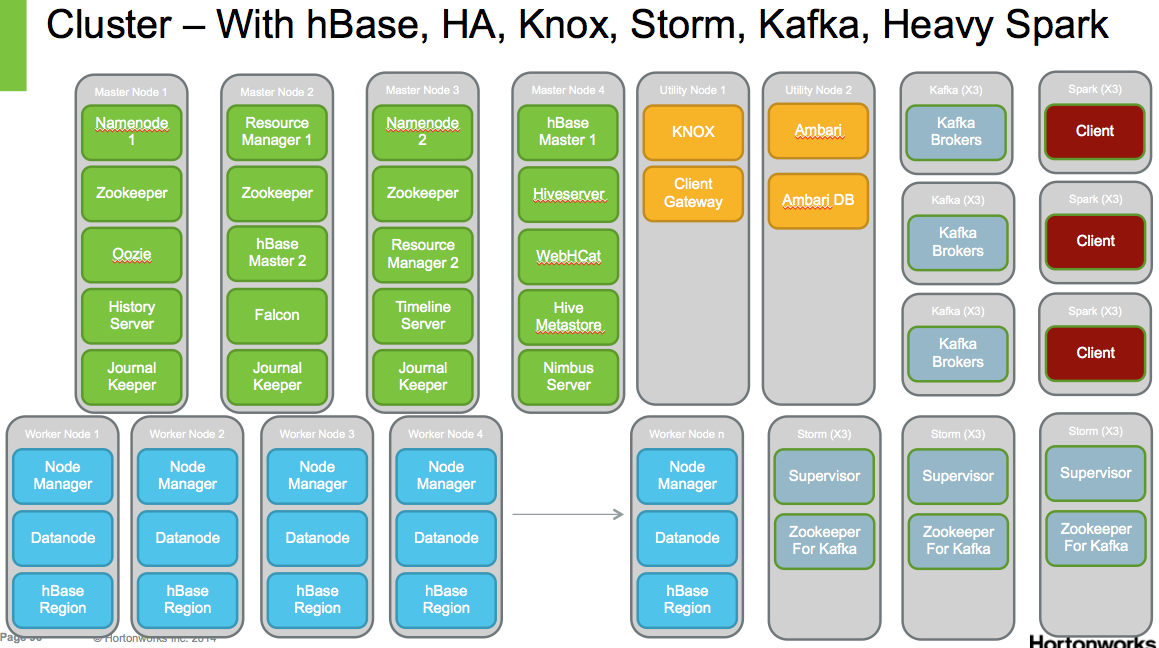 Cluster – With hBase, HA, Knox, Storm, Kafka, Heavy Spark
Master Node 1
Namenode
1
Zookeeper
Oozie
History
Server
Journal
Keeper
Master Node 2
Resource
Manager 1
Zookeeper
hBase
Master 2
Falcon
Journal
Keeper
Master Node 3
Namenode
2
Zookeeper
Resource
Manager 2
Timeline
Server
Journal
Keeper
Master Node 4
hBase
Master 1
Hiveserver
WebHCat
Hive
Metastore
Nimbus
Server
Utility Node 1
KNOX
Client
Gateway
Utility Node 2
Ambari
Ambari DB
Kafka (X3)
Kafka
Brokers
Kafka (X3)
Kafka
Brokers
Kafka (X3)
Kafka
Brokers
Spark (X3)
Client
Spark (X3)
Client
Spark (X3)
Client
Worker Node 1
Node
Manager
Datanode
hBase
Region
Worker Node 2
Node
Manager
Datanode
hBase
Region
Worker Node 3
Node
Manager
Datanode
hBase
Region
Worker Node 4
Node
Manager
Datanode
hBase
Region
Worker Node n
Node
Manager
Datanode
hBase
Region
Storm (X3)
Supervisor
Zookeeper
For Kafka
Storm (X3)
Supervisor
Zookeeper
For Kafka
Storm (X3)
Supervisor
Zookeeper
For Kafka
Page
© Hortonworks Inc. 2014
Hortonworks